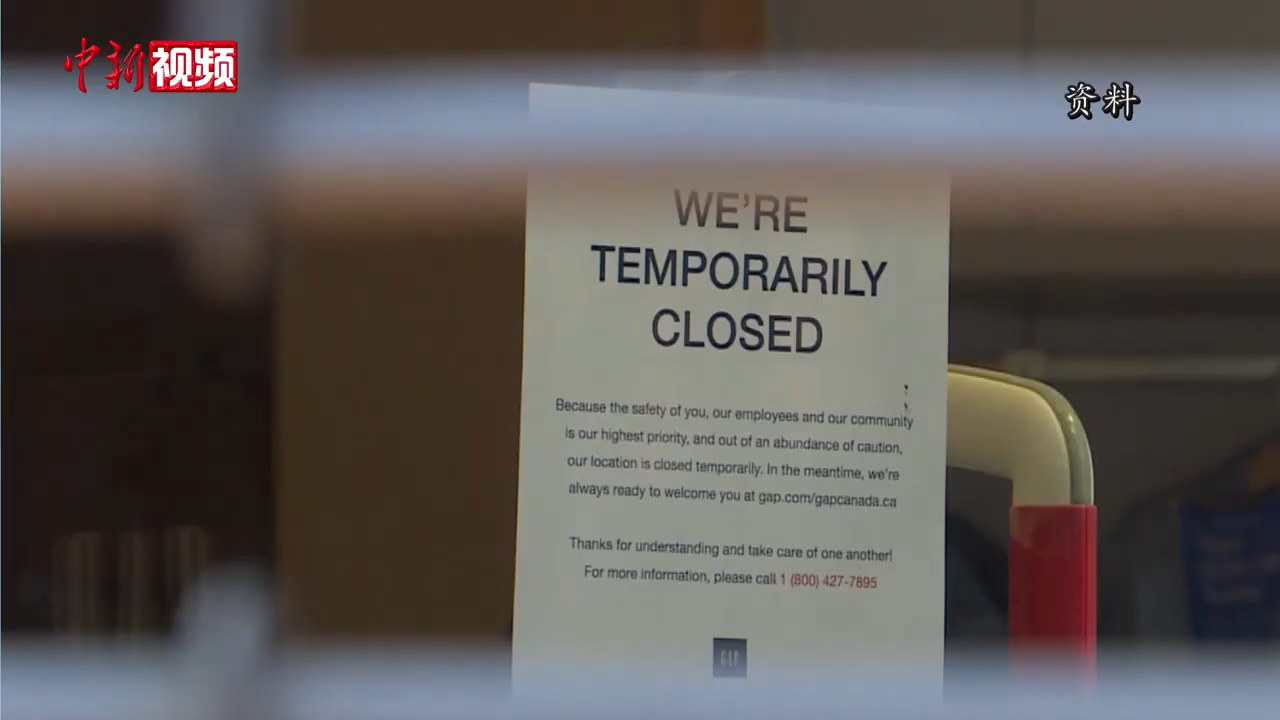 中新视频
资料
WE'RE
TEMPORARILY
CLOSED
Because the safety of you, our employees and our community
is our highest priority, and out of an abundance of caution,
our location is closed temporarily. In the meantime, we're
always ready to welcome you at gap.com/gapcanada.ca
Thanks for understanding and take care of one another!
For more information, please call 1 (800) 427-7895
GAP